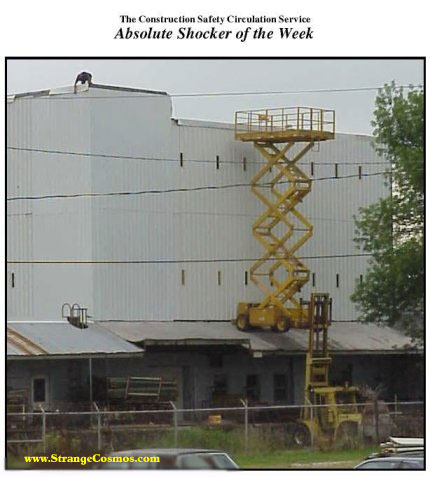 The Construction Safety Circulation Service
Absolute Shocker of the Week
www.StrangeCosmos.com